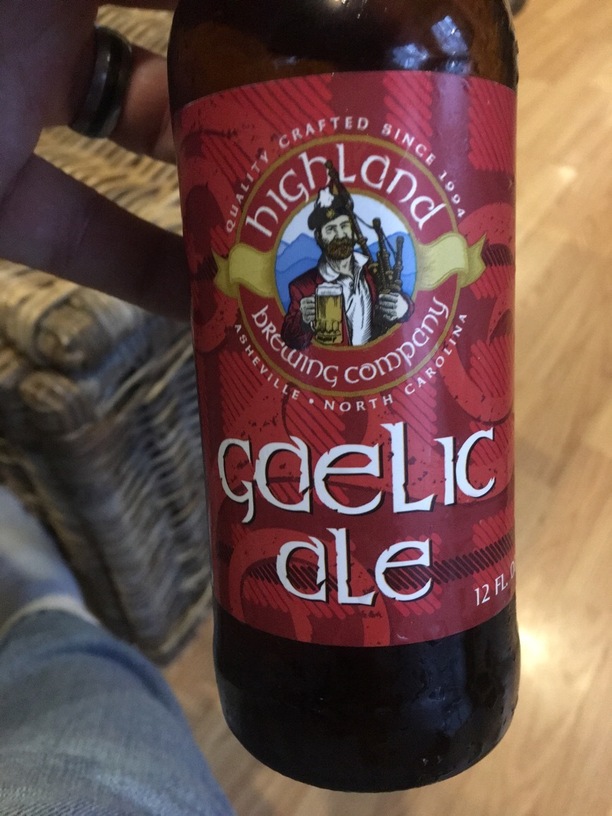 QUALITY CRAFTED SINCE 1994
highland
brewing company
ASHEVILLE • NORTH CAROLINA
gaelic
ale
12 FL.